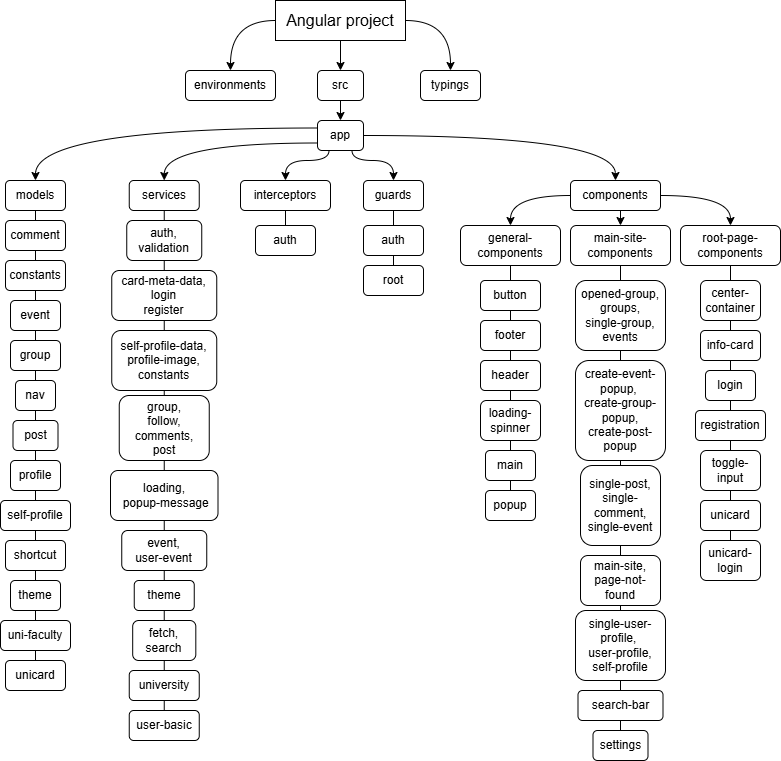 Angular project
environments
src
typings
app
models
comment
constants
event
group
nav
post
profile
self-profile
shortcut
theme
uni-faculty
unicard
services
auth,
validation
card-meta-data,
login
register
self-profile-data,
profile-image,
constants
group,
follow,
comments,
post
loading,
popup-message
event,
user-event
theme
fetch,
search
university
user-basic
interceptors
auth
guards
auth
root
components
general-
components
button
footer
header
loading-
spinner
main
popup
main-site-
components
opened-group,
groups,
single-group,
events
create-event-
popup,
create-group-
popup,
create-post-
popup
single-post,
single-
comment,
single-event
main-site,
page-not-
found
single-user-
profile,
user-profile,
self-profile
search-bar
settings
root-page-
components
center-
container
info-card
login
registration
toggle-
input
unicard
unicard-
login